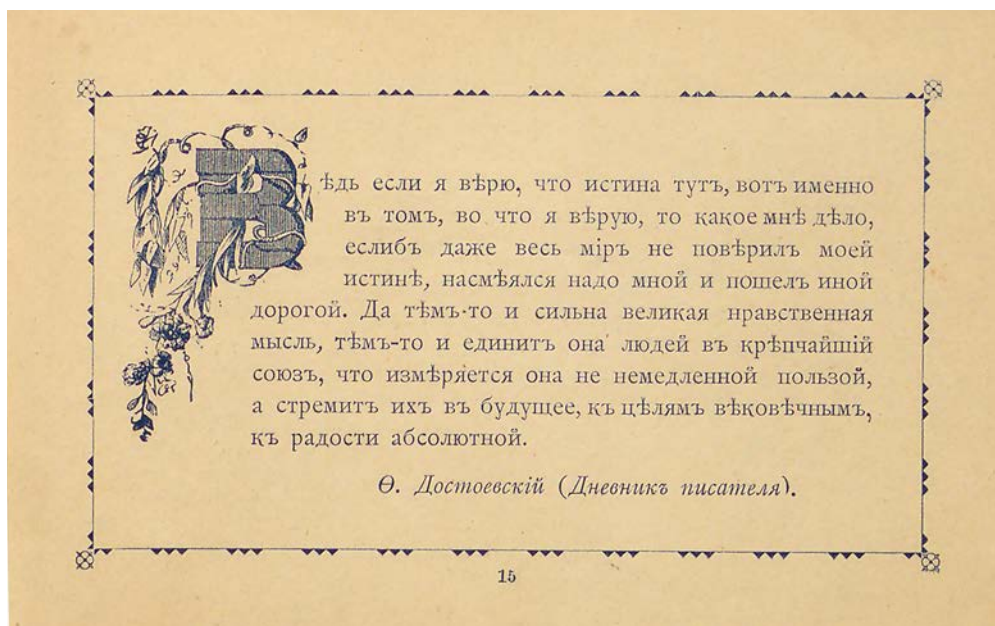 Вѣдь если я вѣрю, что истина тутъ, вотъ именно
въ томъ, во что я вѣрую, то какое мнѣ дѣло,
еслибъ даже весь мiръ не повѣрилъ моей
истинѣ, насмѣялся надо мной и пошелъ иной
дорогой. Да тѣмъ-то и сильна великая нравственная
мысль, тѣмъ-то и единитъ она людей въ крѣпчайшiй
союзъ, что измѣряется она не немедленной пользой,
а стремитъ ихъ въ будущее, къ цѣлямъ вѣковѣчнымъ,
къ радости абсолютной.
Ѳ. Достоевскiй (Дневникъ писателя).
15